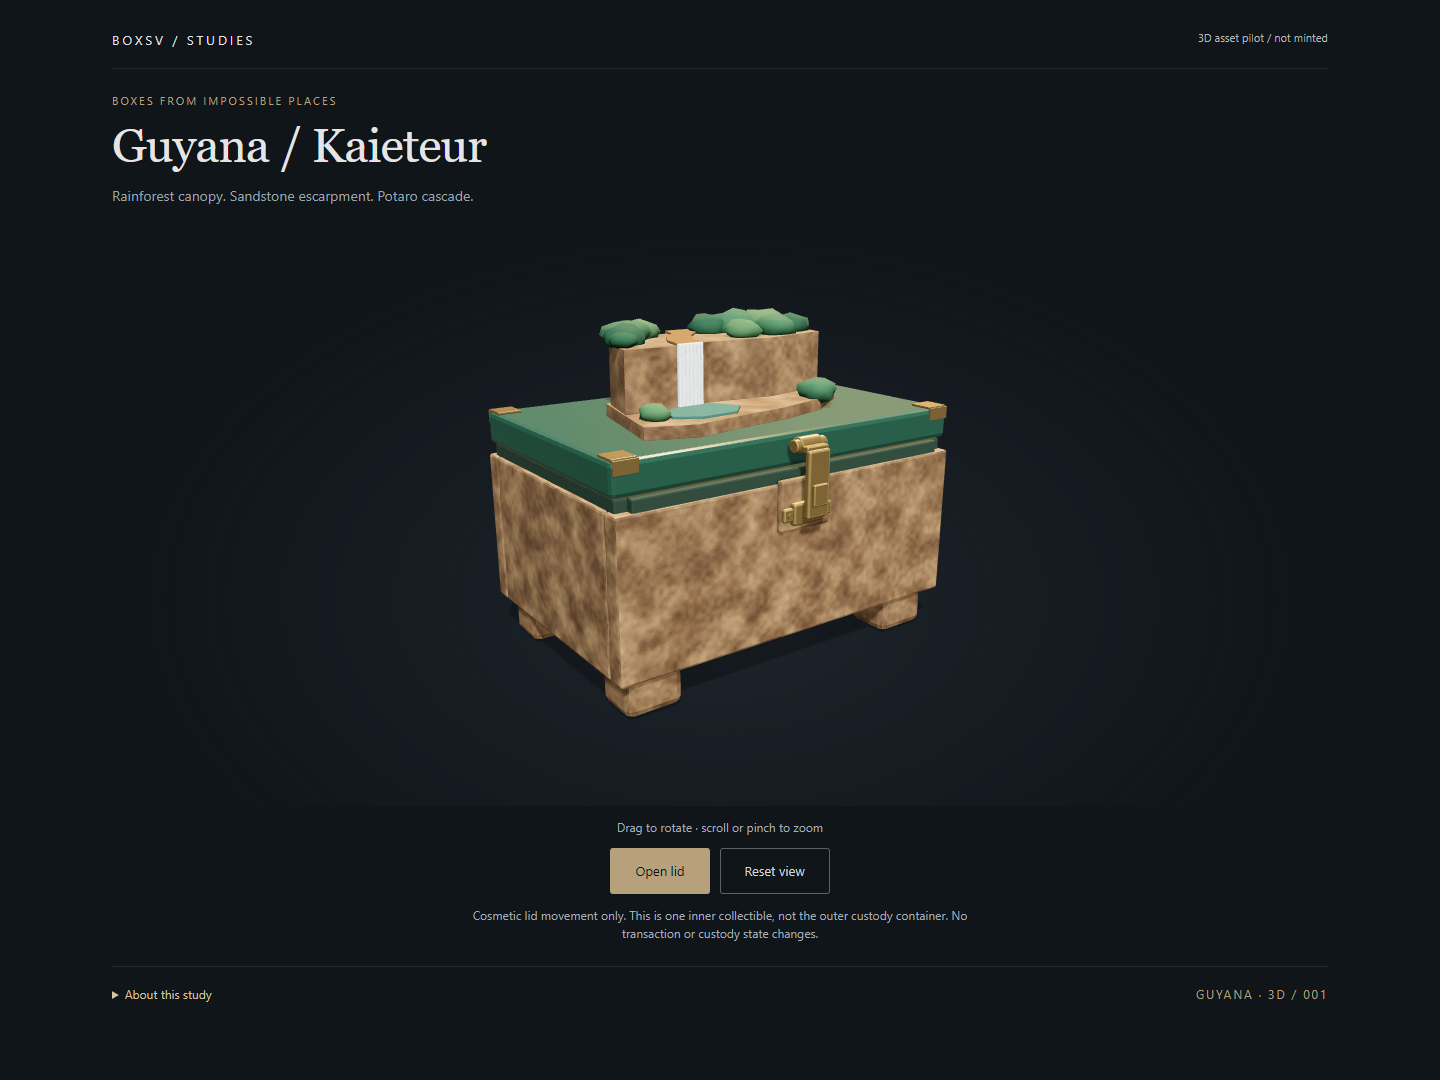 BOXSV / STUDIES
3D asset pilot / not minted
BOXES FROM IMPOSSIBLE PLACES
Guyana / Kaieteur
Rainforest canopy. Sandstone escarpment. Potaro cascade.
Drag to rotate · scroll or pinch to zoom
Open lid
Reset view
Cosmetic lid movement only. This is one inner collectible, not the outer custody container. No
transaction or custody state changes.
About this study
GUYANA · 3D / 001